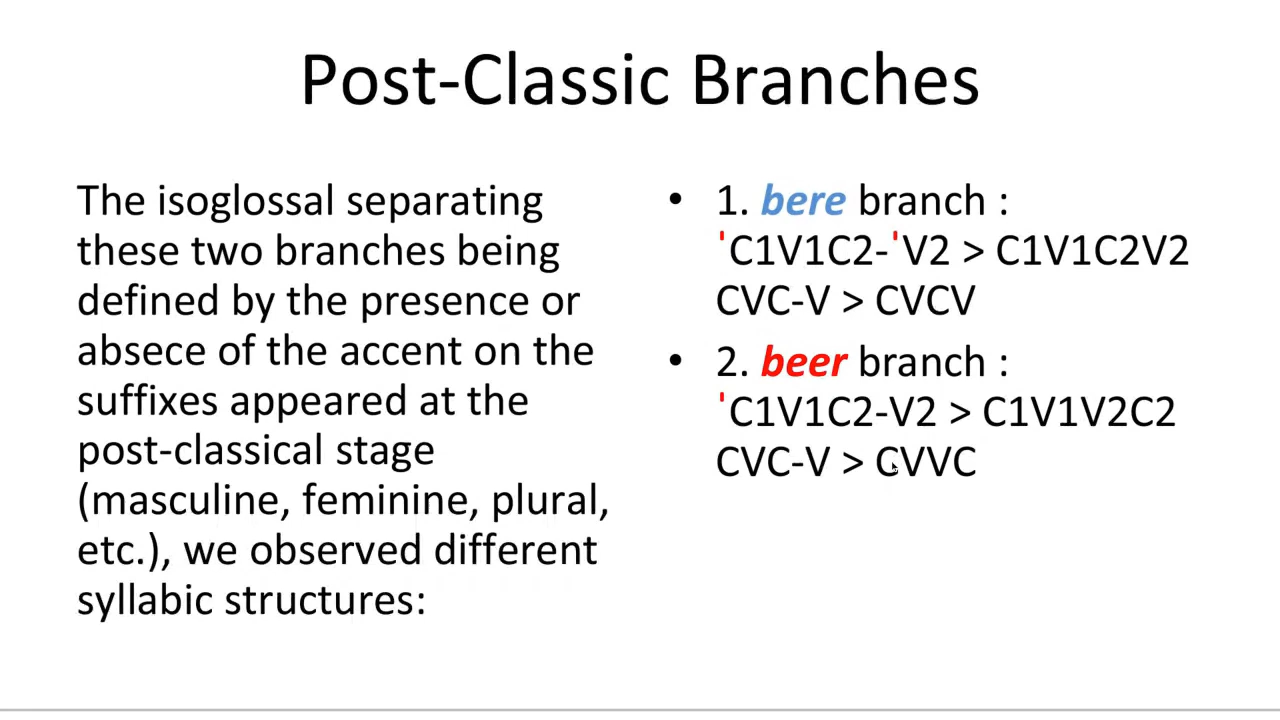 Post-Classic Branches
The isoglossal separating
these two branches being
defined by the presence or
absece of the accent on the
suffixes appeared at the
post-classical stage
(masculine, feminine, plural,
etc.), we observed different
syllabic structures:
• 1. bere branch :
ˈC1V1C2-ˈV2 > C1V1C2V2
CVC-V > CVCV
• 2. beer branch :
ˈC1V1C2-V2 > C1V1V2C2
CVC-V > CVVC